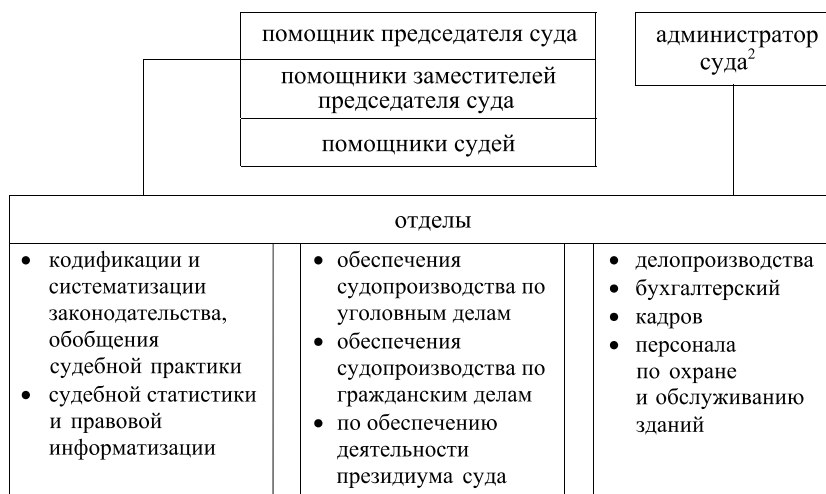 помощник председателя суда
помощники заместителей
председателя суда
помощники судей
администратор
суда²
отделы
• кодификации и
систематизации
законодательства,
обобщения
судебной практики
• судебной статистики
и правовой
информатизации
• обеспечения
судопроизводства по
уголовным делам
• обеспечения
судопроизводства по
гражданским делам
• по обеспечению
деятельности
президиума суда
• делопроизводства
• бухгалтерский
• кадров
• персонала
по охране
и обслуживанию
зданий